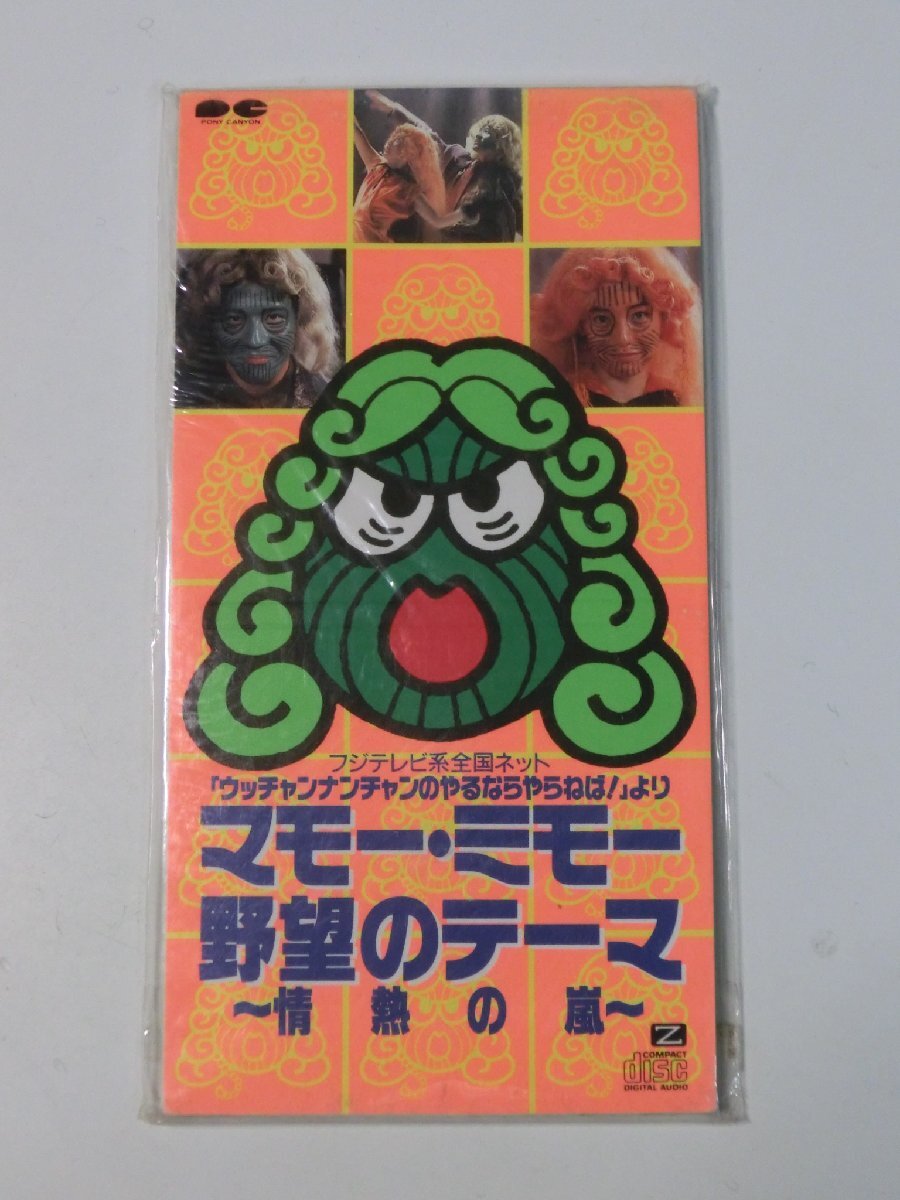 PC
PONY CANYON
フジテレビ系全国ネット
「ウッチャンナンチャンのやるならやらねば!」より
マモー・ミモー
野望のテーマ
～情熱の嵐～
Z
COMPACT
disc
DIGITAL AUDIO